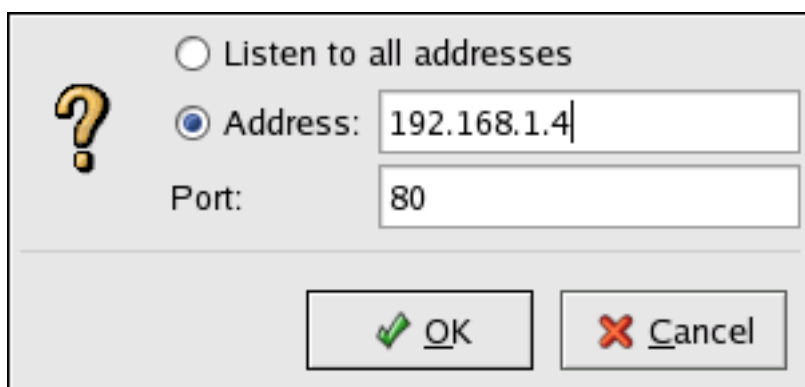 Listen to all addresses
Address: 192.168.1.4
Port: 80
OK Cancel